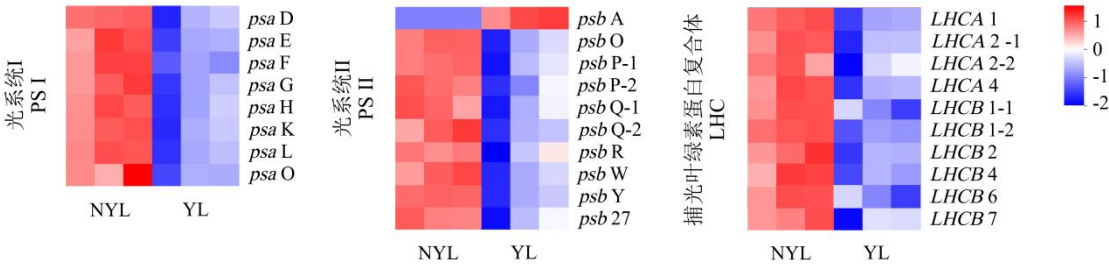 光系统I
PS I
psa D
psa E
psa F
psa G
psa H
psa K
psa L
psa O
NYL YL
光系统II
PS II
psb A
psb O
psb P-1
psb P-2
psb Q-1
psb Q-2
psb R
psb W
psb Y
psb 27
NYL YL
捕光叶绿素蛋白复合体
LHC
LHCA 1
LHCA 2 -1
LHCA 2-2
LHCA 4
LHCB 1-1
LHCB 1-2
LHCB 2
LHCB 4
LHCB 6
LHCB 7
NYL YL
1
0
-1
-2